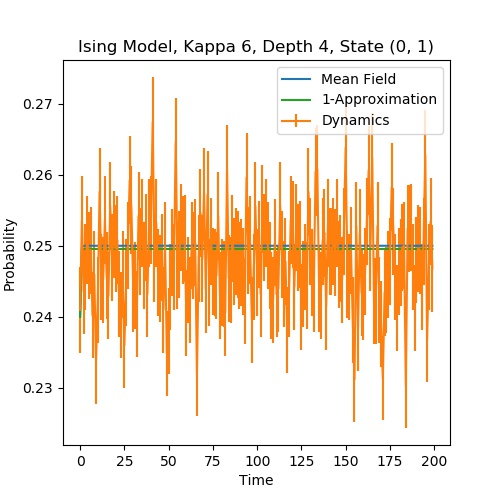 Ising Model, Kappa 6, Depth 4, State (0, 1)
Mean Field
1-Approximation
Dynamics
Probability
0.27
0.26
0.25
0.24
0.23
0 25 50 75 100 125 150 175 200
Time